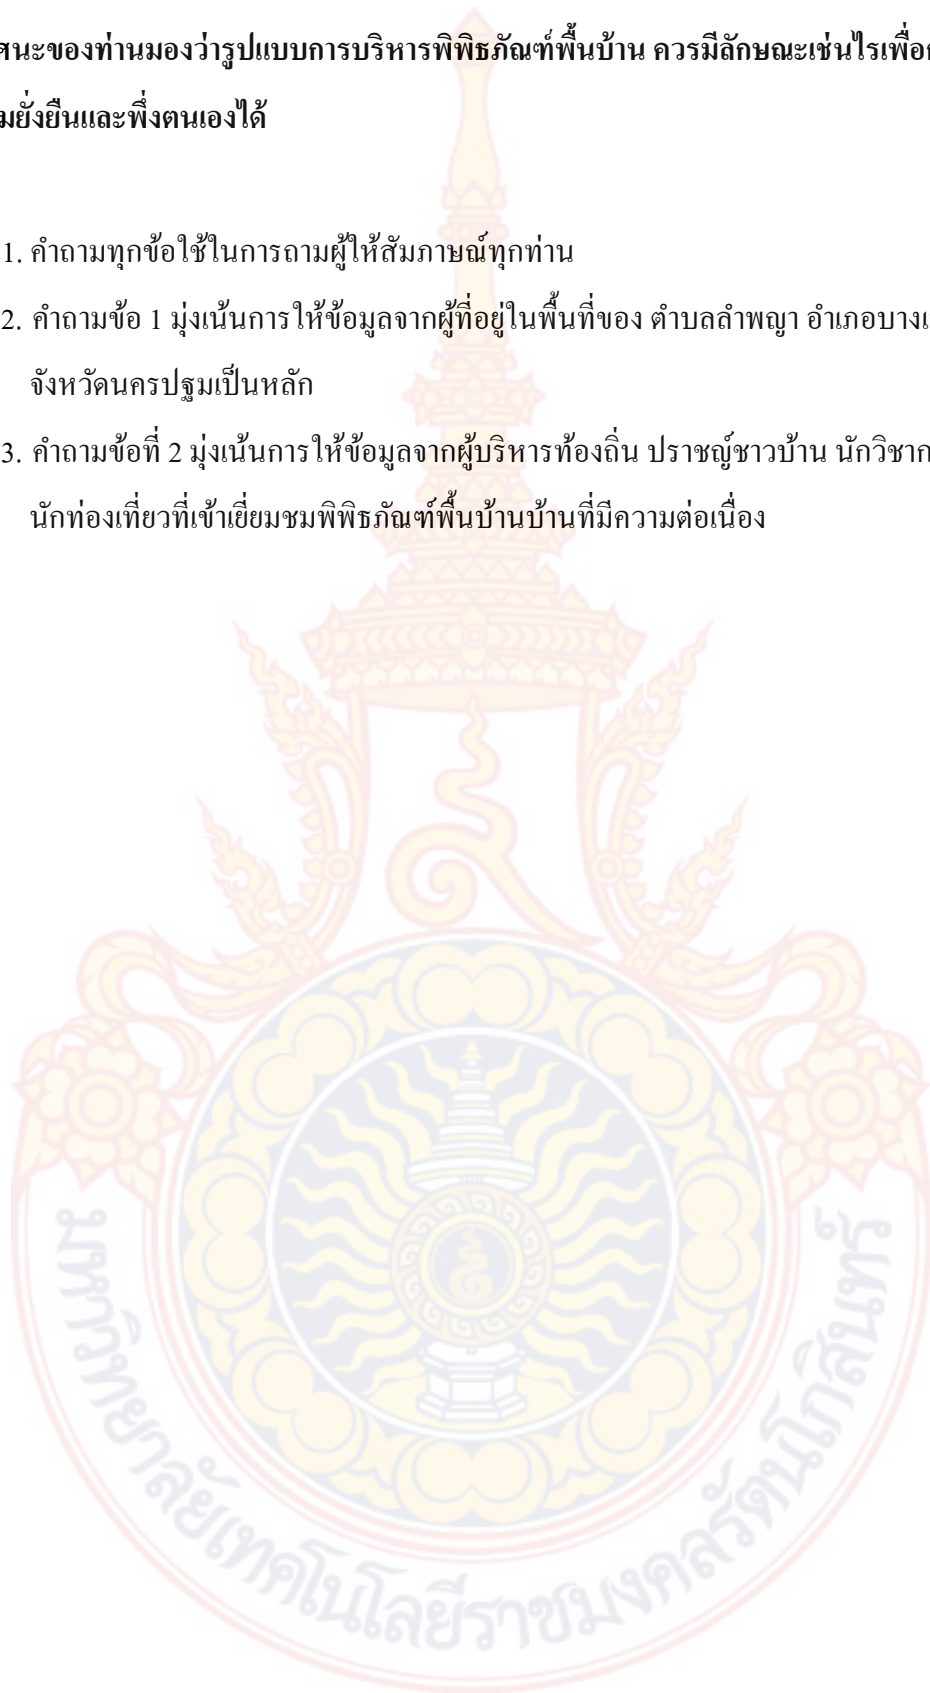 ศนะของท่านมองว่ารูปแบบการบริหารพิพิธภัณฑ์พื้นบ้าน ควรมีลักษณะเช่นไรเพื่อ
มยั่งยืนและพึ่งตนเองได้
1. คำถามทุกข้อใช้ในการถามผู้ให้สัมภาษณ์ทุกท่าน
2. คำถามข้อ 1 มุ่งเน้นการให้ข้อมูลจากผู้ที่อยู่ในพื้นที่ของ ตำบลลำพญา อำเภอบางเ
จังหวัดนครปฐมเป็นหลัก
3. คำถามข้อที่ 2 มุ่งเน้นการให้ข้อมูลจากผู้บริหารท้องถิ่น ปราชญ์ชาวบ้าน นักวิชาก
นักท่องเที่ยวที่เข้าเยี่ยมชมพิพิธภัณฑ์พื้นบ้านบ้านที่มีความต่อเนื่อง
มหาวิทยาลัยเทคโนโลยีราชมงคลรัตนโกสินทร์